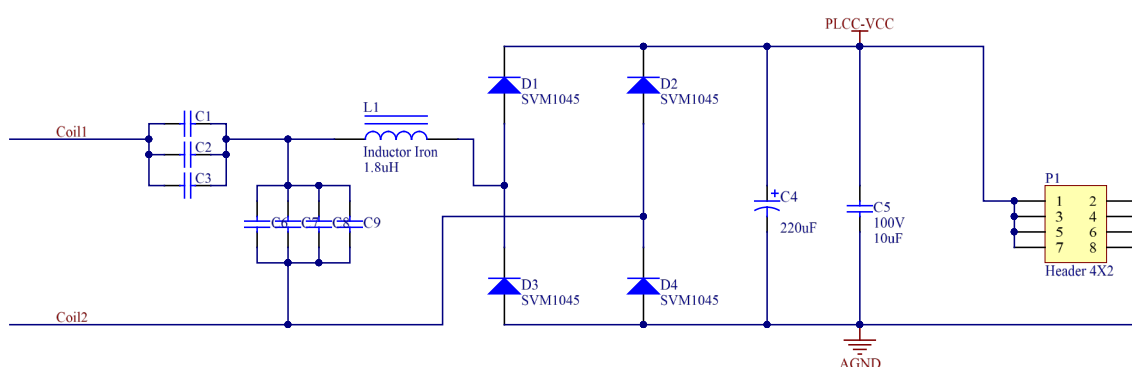 PLCC-VCC
D1
SVM1045
D2
SVM1045
C1
L1
Coil1
C2
Inductor Iron
1.8uH
C3
P1
C4
220uF
C5
100V
10uF
1 2
3 4
5 6
7 8
Header 4X2
C6
C7
C8
C9
D3
SVM1045
D4
SVM1045
Coil2
AGND